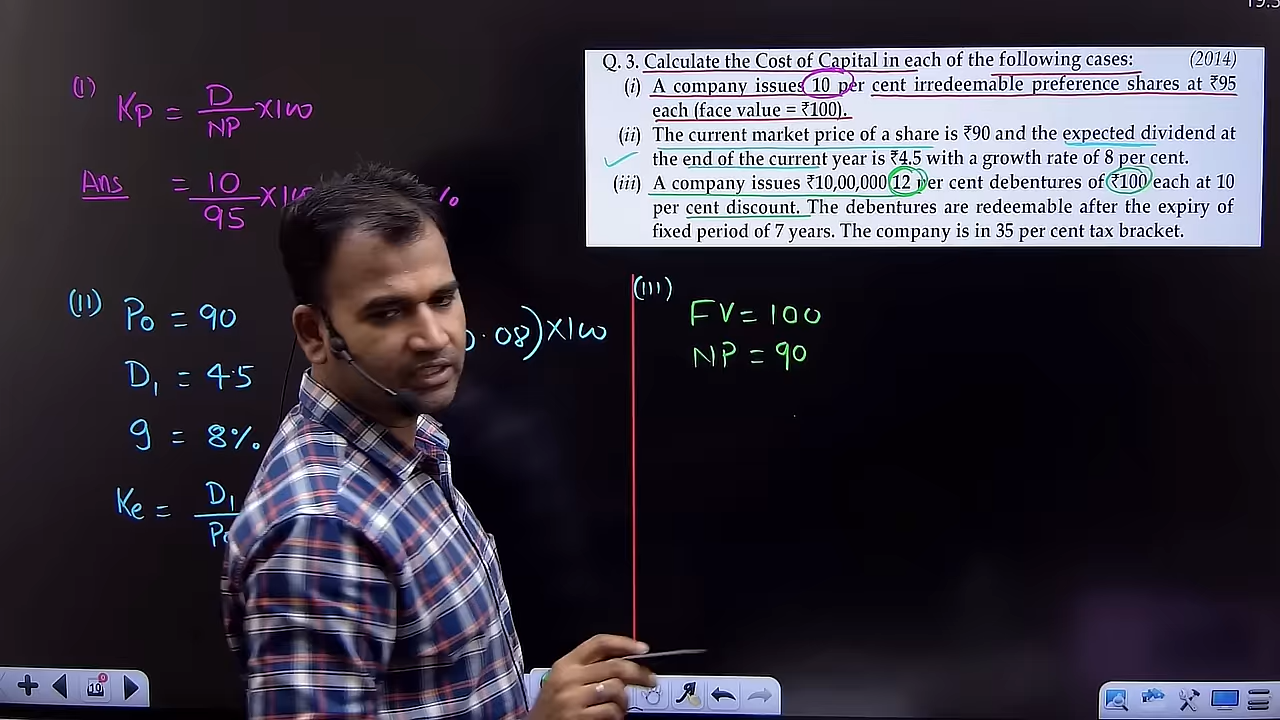 Q. 3. Calculate the Cost of Capital in each of the following cases: (2014)
(i) A company issues 10 per cent irredeemable preference shares at ₹95
each (face value = ₹100).
(ii) The current market price of a share is ₹90 and the expected dividend at
the end of the current year is ₹4.5 with a growth rate of 8 per cent.
(iii) A company issues ₹10,00,000 12 per cent debentures of ₹100 each at 10
per cent discount. The debentures are redeemable after the expiry of
fixed period of 7 years. The company is in 35 per cent tax bracket.
(I) Kp = D/NP × 100
Ans = 10/95 × 10 %
(II) P0 = 90
D1 = 4.5
g = 8%
Ke = D1/P0
0.08) × 100
(III) FV = 100
NP = 90
10